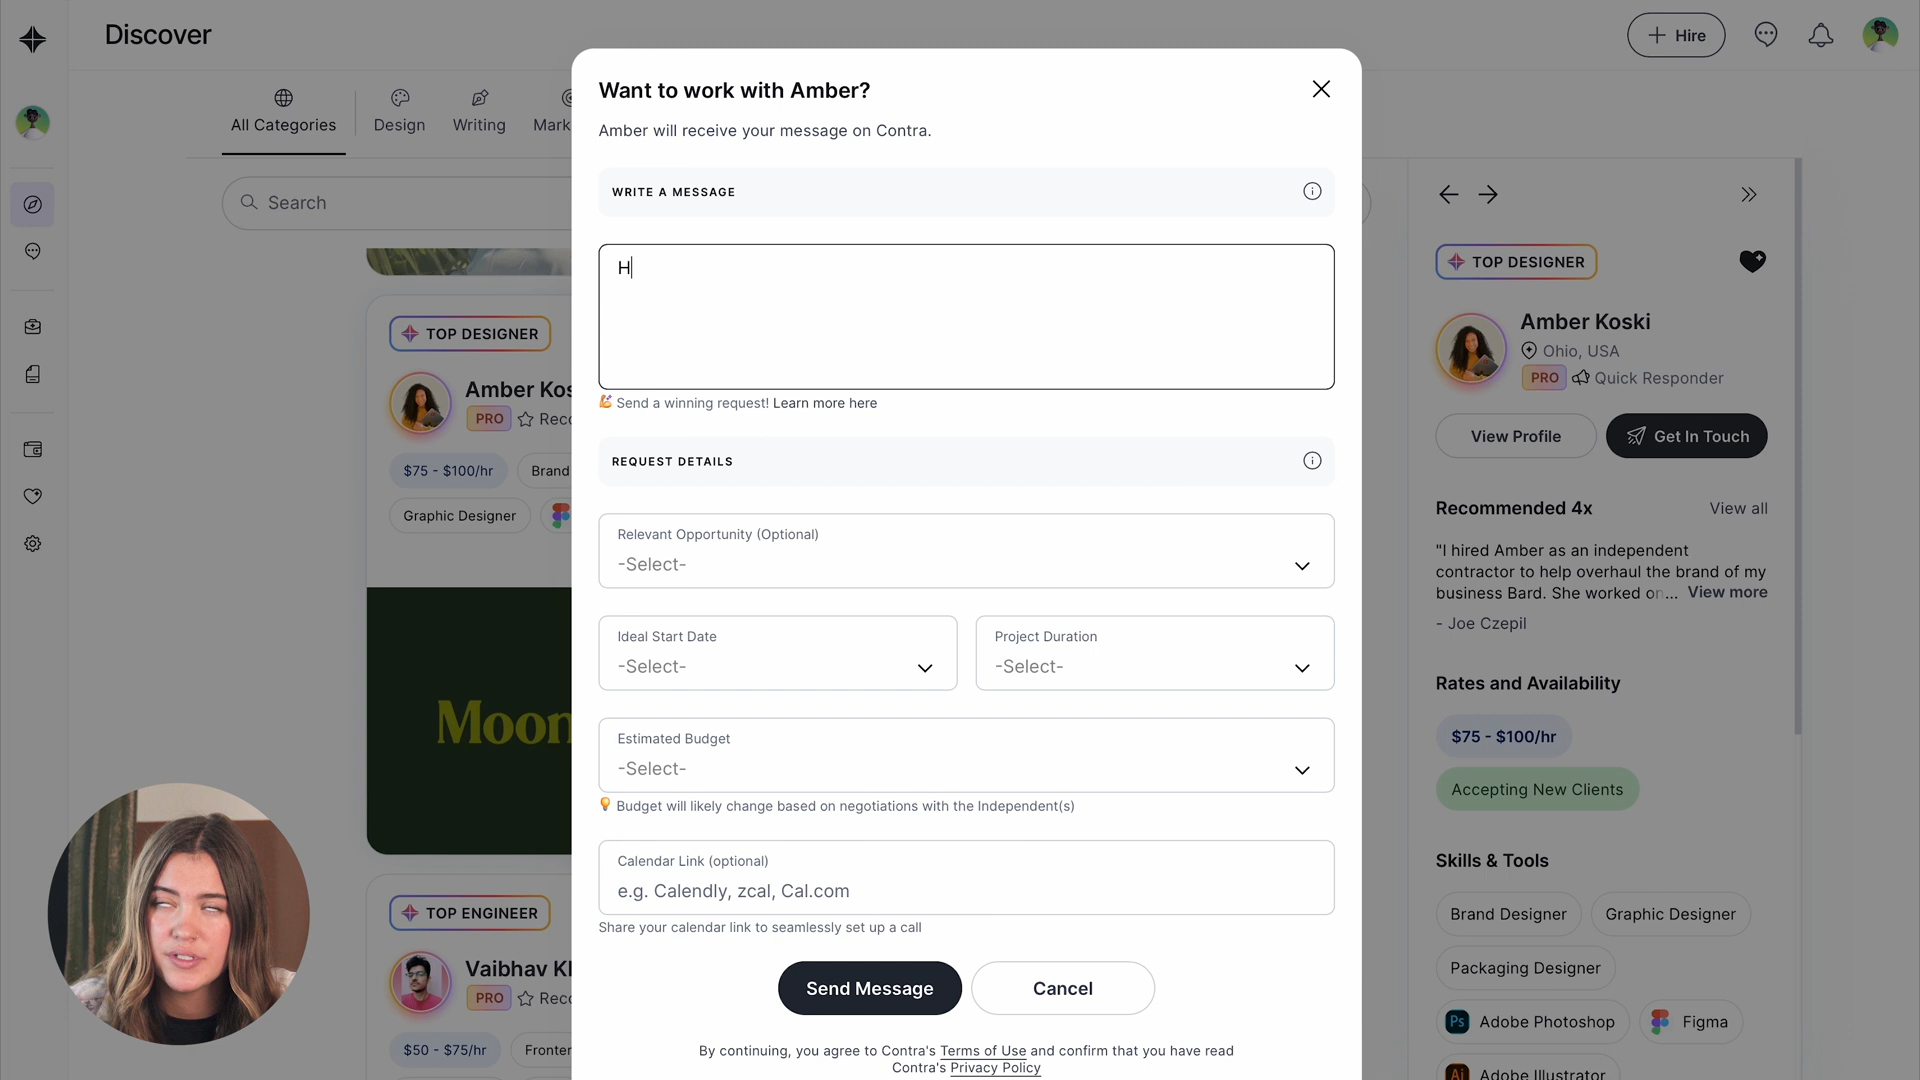 Discover
Hire
All Categories
Design
Writing
Mark
Search
TOP DESIGNER
Amber Kos
PRO
Reco
$75 - $100/hr
Brand
Graphic Designer
Moon
TOP ENGINEER
Vaibhav
PRO
Reco
$50 - $75/hr
Fronten
Want to work with Amber?
Amber will receive your message on Contra.
WRITE A MESSAGE
H
Send a winning request! Learn more here
REQUEST DETAILS
Relevant Opportunity (Optional)
-Select-
Ideal Start Date
-Select-
Project Duration
-Select-
Estimated Budget
-Select-
Budget will likely change based on negotiations with the Independent(s)
Calendar Link (optional)
e.g. Calendly, zcal, Cal.com
Share your calendar link to seamlessly set up a call
Send Message
Cancel
By continuing, you agree to Contra's Terms of Use and confirm that you have read
Contra's Privacy Policy
TOP DESIGNER
Amber Koski
Ohio, USA
PRO
Quick Responder
View Profile
Get In Touch
Recommended 4x
View all
"I hired Amber as an independent
contractor to help overhaul the brand of my
business Bard. She worked on... View more
- Joe Czepil
Rates and Availability
$75 - $100/hr
Accepting New Clients
Skills & Tools
Brand Designer
Graphic Designer
Packaging Designer
Ps Adobe Photoshop
Figma
Ai Adobe Illustrator